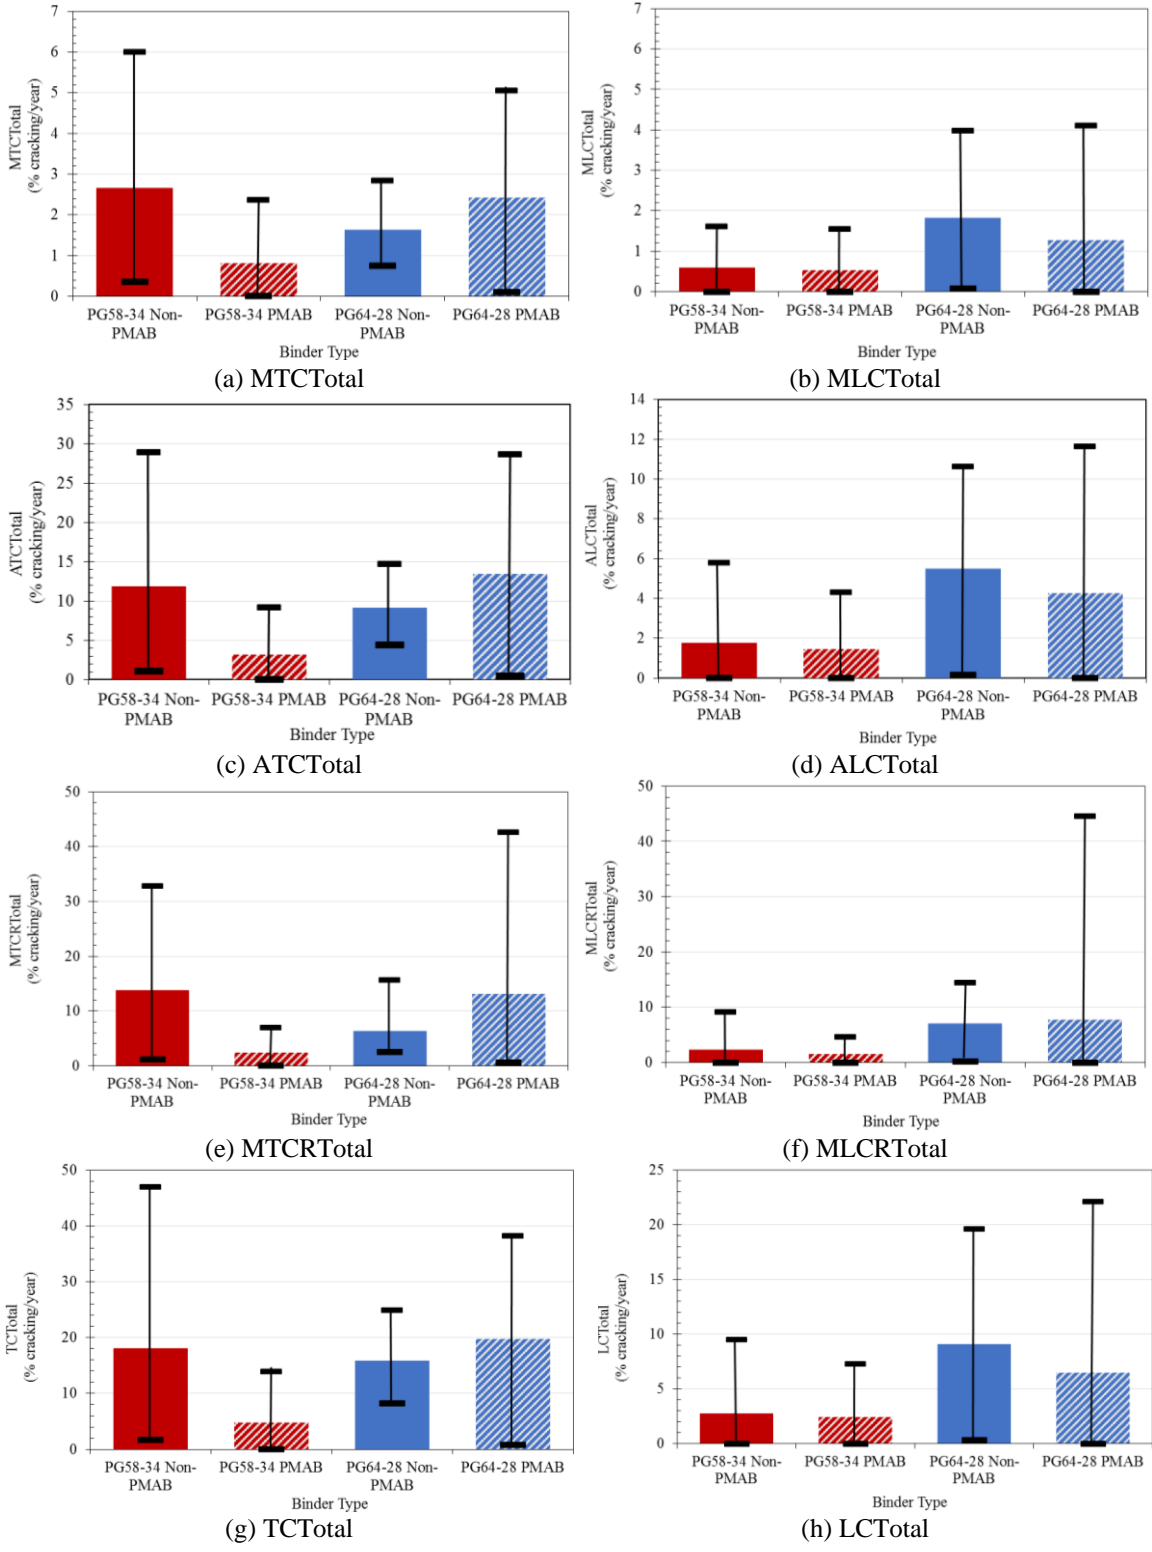 7
6
5
4
3
2
1
0
MTCTotal
(% cracking/year)
PG58-34 Non-
PMAB
PG58-34 PMAB
PG64-28 Non-
PMAB
PG64-28 PMAB
Binder Type
(a) MTCTotal
7
6
5
4
3
2
1
0
MLCTotal
(% cracking/year)
PG58-34 Non-
PMAB
PG58-34 PMAB
PG64-28 Non-
PMAB
PG64-28 PMAB
Binder Type
(b) MLCTotal
35
30
25
20
15
10
5
0
ATCTotal
(% cracking/year)
PG58-34 Non-
PMAB
PG58-34 PMAB
PG64-28 Non-
PMAB
PG64-28 PMAB
Binder Type
(c) ATCTotal
14
12
10
8
6
4
2
0
ALCTotal
(% cracking/year)
PG58-34 Non-
PMAB
PG58-34 PMAB
PG64-28 Non-
PMAB
PG64-28 PMAB
Binder Type
(d) ALCTotal
50
40
30
20
10
0
MTCRTotal
(% cracking/year)
PG58-34 Non-
PMAB
PG58-34 PMAB
PG64-28 Non-
PMAB
PG64-28 PMAB
Binder Type
(e) MTCRTotal
50
40
30
20
10
0
MLCRTotal
(% cracking/year)
PG58-34 Non-
PMAB
PG58-34 PMAB
PG64-28 Non-
PMAB
PG64-28 PMAB
Binder Type
(f) MLCRTotal
50
40
30
20
10
0
TCTotal
(% cracking/year)
PG58-34 Non-
PMAB
PG58-34 PMAB
PG64-28 Non-
PMAB
PG64-28 PMAB
Binder Type
(g) TCTotal
25
20
15
10
5
0
LCTotal
(% cracking/year)
PG58-34 Non-
PMAB
PG58-34 PMAB
PG64-28 Non-
PMAB
PG64-28 PMAB
Binder Type
(h) LCTotal